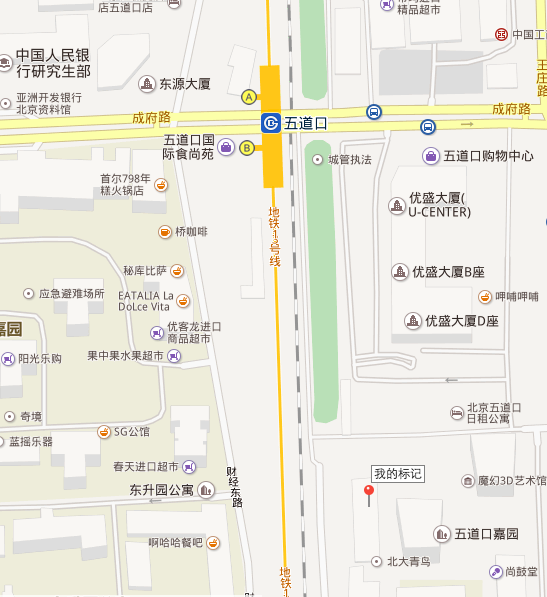 店五道口店
精品超市
中国工商
中国人民银
行研究生部
东源大厦
王
庄
路
亚洲开发银行
北京资料馆
A
成府路
成府路
五道口
五道口国
际食尚苑
B
城管执法
五道口购物中心
首尔798年
糕火锅店
优盛大厦(
U-CENTER)
地铁13号线
桥咖啡
秘库比萨
优盛大厦B座
应急避难场所
EATALIA La
DoLce Vita
呷哺呷哺
优盛大厦D座
嘉园
优客龙进口
商品超市
阳光乐购
果中果水果超市
奇境
北京五道口
日租公寓
SG公馆
蓝摇乐器
春天进口超市
财经东路
我的标记
魔幻3D艺术馆
东升园公寓
五道口嘉园
啊哈哈餐吧
北大青鸟
尚鼓堂
地铁1
财